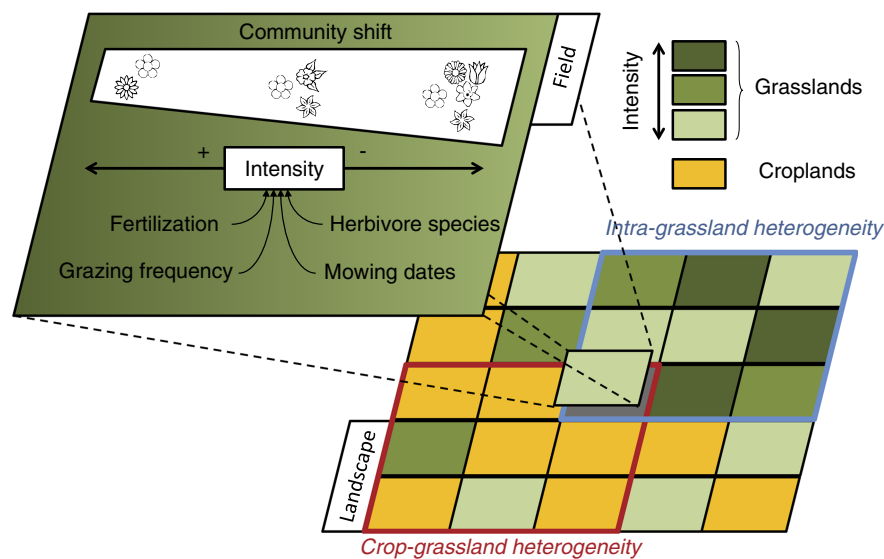 Community shift
Field
+
-
Intensity
Fertilization
Herbivore species
Grazing frequency
Mowing dates
Intensity
Grasslands
Croplands
Intra-grassland heterogeneity
Landscape
Crop-grassland heterogeneity